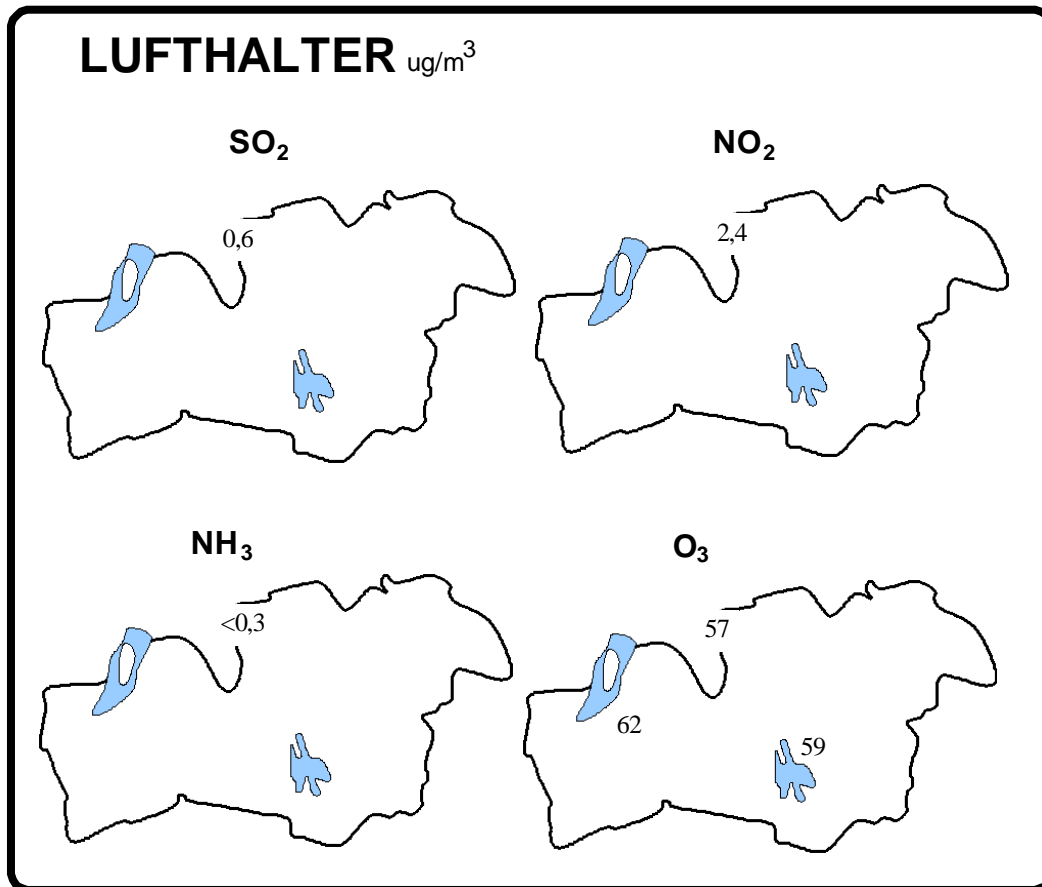 LUFTHALTER ug/m³
SO₂ NO₂
0,6 2,4
NH₃ O₃
<0,3 57
62 59